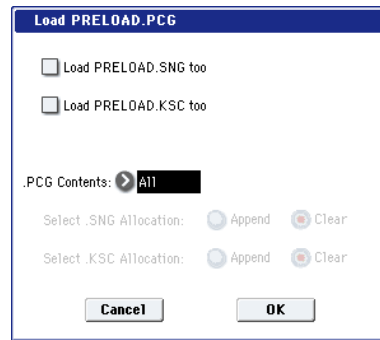 Load PRELOAD.PCG
Load PRELOAD.SNG too
Load PRELOAD.KSC too
.PCG Contents: All
Select .SNG Allocation: Append Clear
Select .KSC Allocation: Append Clear
Cancel OK